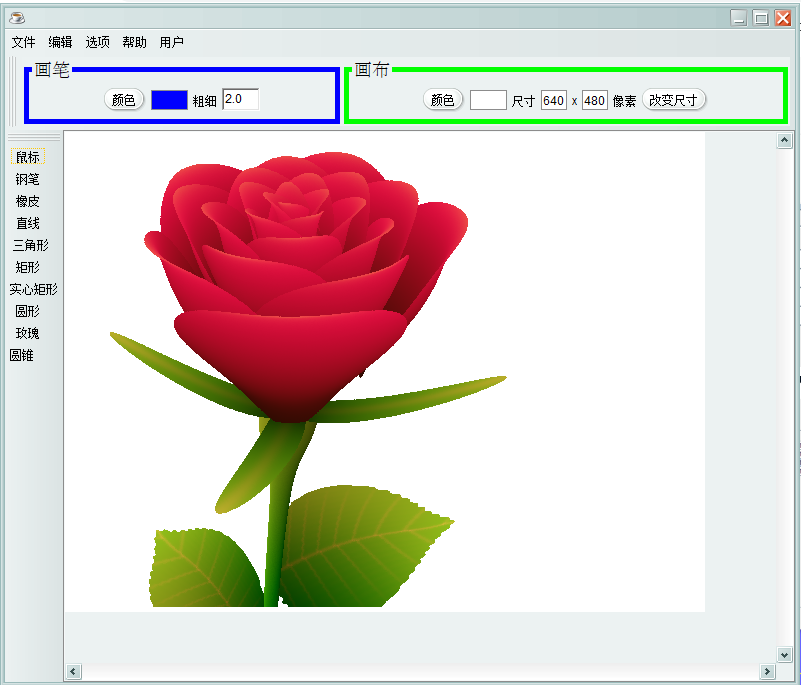 文件 编辑 选项 帮助 用户
画笔 画布
颜色 粗细 2.0 颜色 尺寸 640 x 480 像素 改变尺寸
鼠标
钢笔
橡皮
直线
三角形
矩形
实心矩形
圆形
玫瑰
圆锥